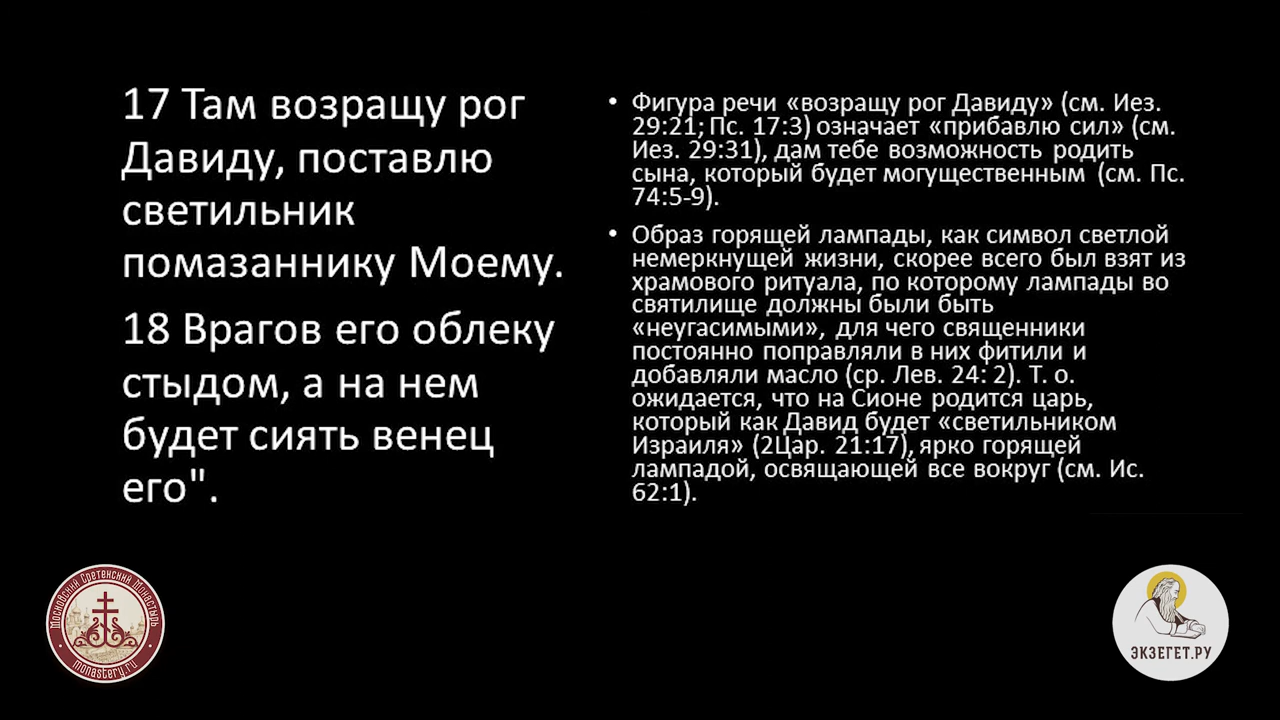 17 Там возращу рог
Давиду, поставлю
светильник
помазаннику Моему.
18 Врагов его облеку
стыдом, а на нем
будет сиять венец
его".
• Фигура речи «возращу рог Давиду» (см. Иез.
29:21; Пс. 17:3) означает «прибавлю сил» (см.
Иез. 29:31), дам тебе возможность родить
сына, который будет могущественным (см. Пс.
74:5-9).
• Образ горящей лампады, как символ светлой
немеркнущей жизни, скорее всего был взят из
храмового ритуала, по которому лампады во
святилище должны были быть
«неугасимыми», для чего священники
постоянно поправляли в них фитили и
добавляли масло (ср. Лев. 24: 2). Т. о.
ожидается, что на Сионе родится царь,
который как Давид будет «светильником
Израиля» (2Цар. 21:17), ярко горящей
лампадой, освящающей все вокруг (см. Ис.
62:1).
Московский Сретенский Монастырь
monastery.ru
ЭКЗЕГЕТ.РУ